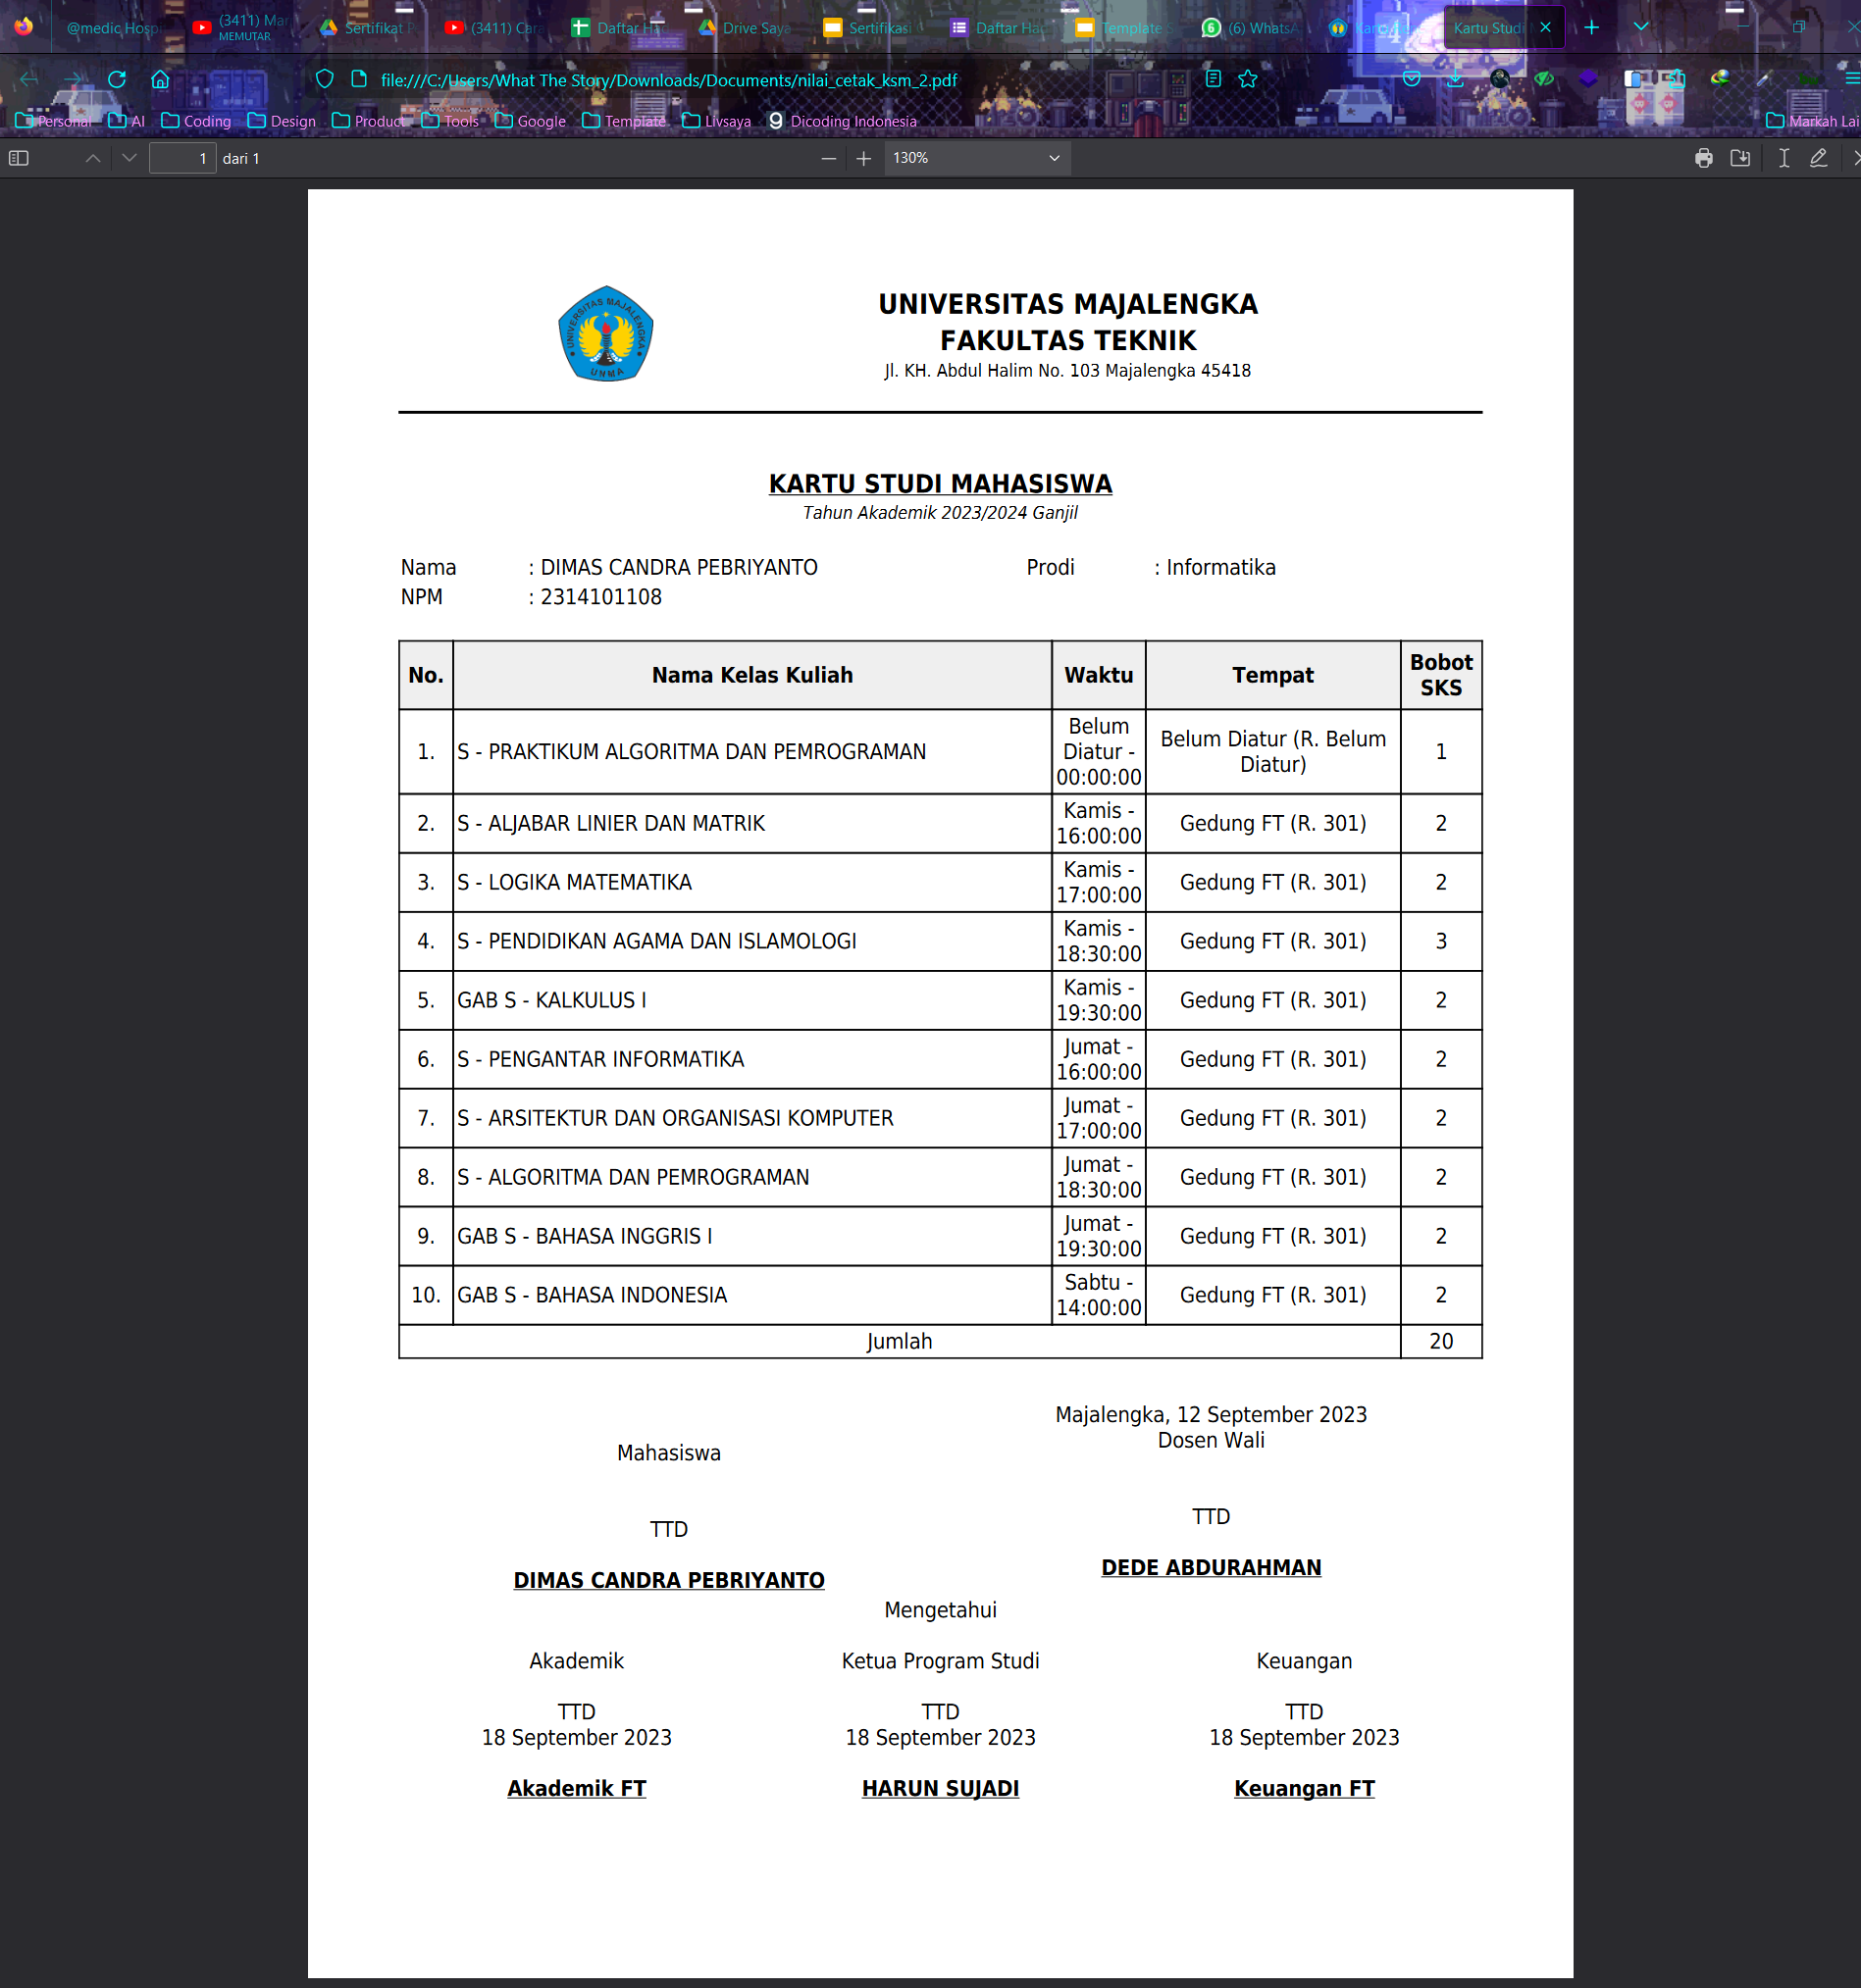 @medic Hosp
(3411) Mar
MEMUTAR
Sertifikat P
(3411) Cara
Daftar Had
Drive Saya
Sertifikasi
Daftar Had
Template S
(6) WhatsA
Kartu Studi
file:///C:/Users/What The Story/Downloads/Documents/nilai_cetak_ksm_2.pdf
Personal AI Coding Design Product Tools Google Template Livsaya Dicoding Indonesia Markah Lai
1 dari 1 130%
UNIVERSITAS MAJALENGKA
UNMA
UNIVERSITAS MAJALENGKA
FAKULTAS TEKNIK
Jl. KH. Abdul Halim No. 103 Majalengka 45418
KARTU STUDI MAHASISWA
Tahun Akademik 2023/2024 Ganjil
Nama : DIMAS CANDRA PEBRIYANTO Prodi : Informatika
NPM : 2314101108
No. Nama Kelas Kuliah Waktu Tempat Bobot
SKS
1. S - PRAKTIKUM ALGORITMA DAN PEMROGRAMAN Belum
Diatur -
00:00:00
Belum Diatur (R. Belum
Diatur)
1
2. S - ALJABAR LINIER DAN MATRIK Kamis -
16:00:00
Gedung FT (R. 301) 2
3. S - LOGIKA MATEMATIKA Kamis -
17:00:00
Gedung FT (R. 301) 2
4. S - PENDIDIKAN AGAMA DAN ISLAMOLOGI Kamis -
18:30:00
Gedung FT (R. 301) 3
5. GAB S - KALKULUS I Kamis -
19:30:00
Gedung FT (R. 301) 2
6. S - PENGANTAR INFORMATIKA Jumat -
16:00:00
Gedung FT (R. 301) 2
7. S - ARSITEKTUR DAN ORGANISASI KOMPUTER Jumat -
17:00:00
Gedung FT (R. 301) 2
8. S - ALGORITMA DAN PEMROGRAMAN Jumat -
18:30:00
Gedung FT (R. 301) 2
9. GAB S - BAHASA INGGRIS I Jumat -
19:30:00
Gedung FT (R. 301) 2
10. GAB S - BAHASA INDONESIA Sabtu -
14:00:00
Gedung FT (R. 301) 2
Jumlah 20
Majalengka, 12 September 2023
Dosen Wali
Mahasiswa
TTD
TTD
DEDE ABDURAHMAN
DIMAS CANDRA PEBRIYANTO
Mengetahui
Akademik Ketua Program Studi Keuangan
TTD TTD TTD
18 September 2023 18 September 2023 18 September 2023
Akademik FT HARUN SUJADI Keuangan FT